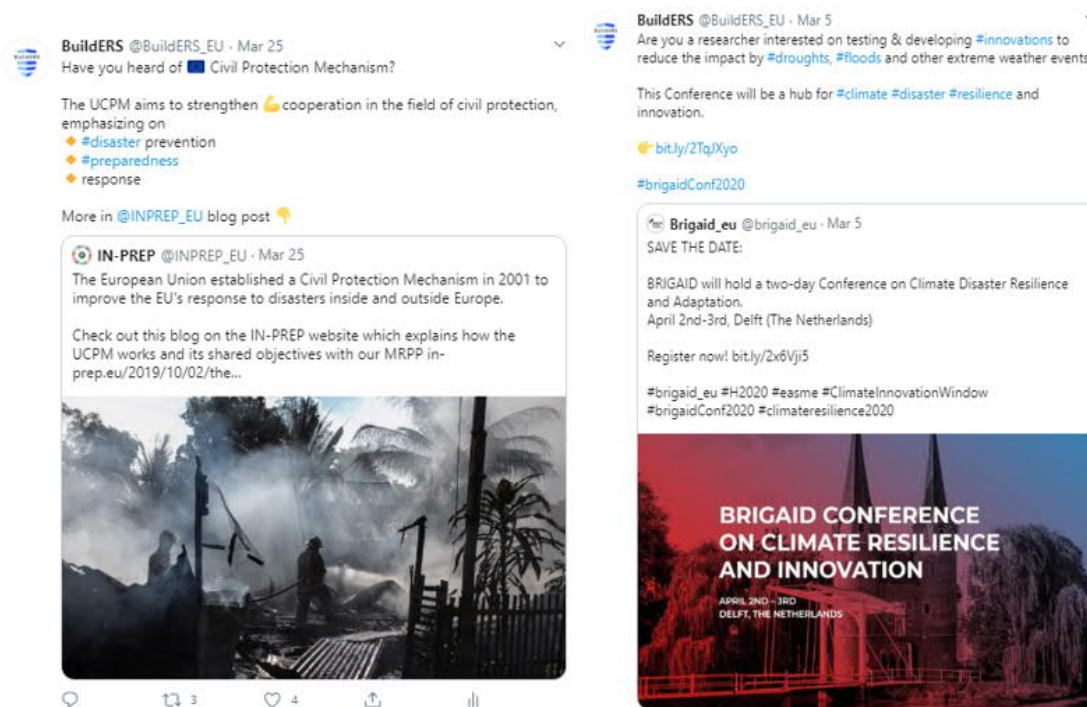 BuildERS @BuildERS_EU · Mar 25
Have you heard of 🇪🇺 Civil Protection Mechanism?
The UCPM aims to strengthen 💪 cooperation in the field of civil protection,
emphasizing on
🔸 #disaster prevention
🔸 #preparedness
🔸 response
More in @INPREP_EU blog post 👇
IN-PREP @INPREP_EU · Mar 25
The European Union established a Civil Protection Mechanism in 2001 to
improve the EU's response to disasters inside and outside Europe.
Check out this blog on the IN-PREP website which explains how the
UCPM works and its shared objectives with our MRPP in-
prep.eu/2019/10/02/the...
3
4
BuildERS @BuildERS_EU · Mar 5
Are you a researcher interested on testing & developing #innovations to
reduce the impact by #droughts, #floods and other extreme weather events
This Conference will be a hub for #climate #disaster #resilience and
innovation.
👉 bit.ly/2TqJXyo
#brigaidConf2020
Brigaid_eu @brigaid_eu · Mar 5
SAVE THE DATE:
BRIGAID will hold a two-day Conference on Climate Disaster Resilience
and Adaptation.
April 2nd-3rd, Delft (The Netherlands)
Register now! bit.ly/2x6Vji5
#brigaid_eu #H2020 #easme #ClimateInnovationWindow
#brigaidConf2020 #climateresilience2020
BRIGAID CONFERENCE
ON CLIMATE RESILIENCE
AND INNOVATION
APRIL 2ND – 3RD
DELFT, THE NETHERLANDS